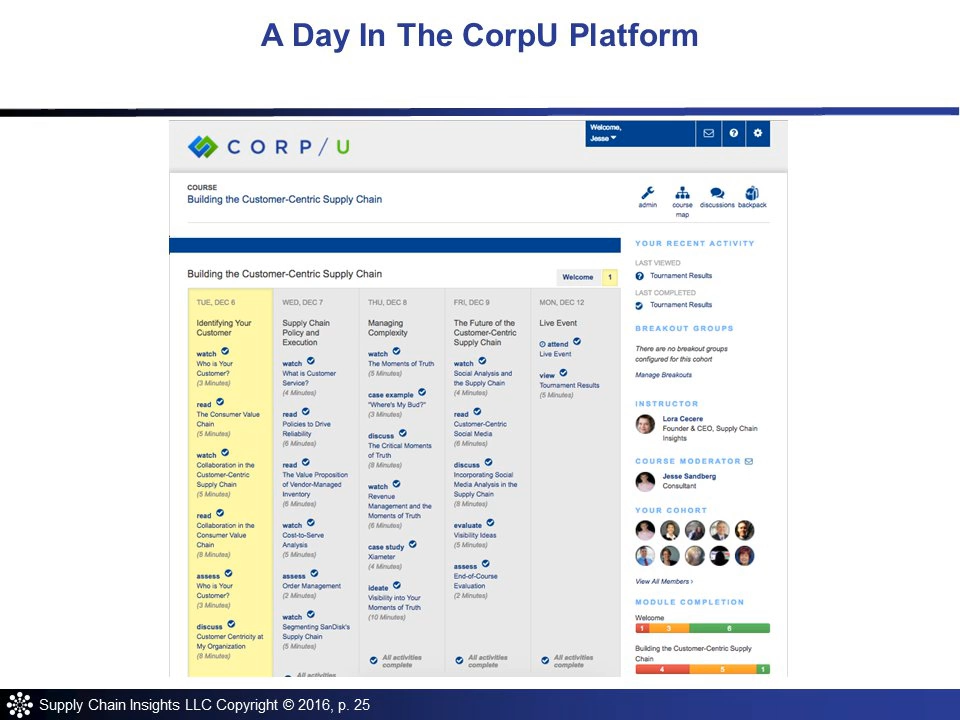 A Day In The CorpU Platform
CORP/U
Welcome,
Jesse
COURSE
Building the Customer-Centric Supply Chain
admin
course
map
discussions
backpack
Building the Customer-Centric Supply Chain
Welcome 1
TUE, DEC 6
Identifying Your
Customer
watch
Who is Your
Customer?
(3 Minutes)
read
The Consumer Value
Chain
(5 Minutes)
watch
Collaboration in the
Customer-Centric
Supply Chain
(5 Minutes)
read
Collaboration in the
Consumer Value
Chain
(8 Minutes)
assess
Who is Your
Customer?
(3 Minutes)
discuss
Customer Centricity at
My Organization
(8 Minutes)
WED, DEC 7
Supply Chain
Policy and
Execution
watch
What is Customer
Service?
(4 Minutes)
read
Policies to Drive
Reliability
(6 Minutes)
read
The Value Proposition
of Vendor-Managed
Inventory
(6 Minutes)
watch
Cost-to-Serve
Analysis
(5 Minutes)
assess
Order Management
(2 Minutes)
watch
Segmenting SanDisk's
Supply Chain
(5 Minutes)
All activities
THU, DEC 8
Managing
Complexity
watch
The Moments of Truth
(5 Minutes)
case example
"Where's My Bud?"
(3 Minutes)
discuss
The Critical Moments
of Truth
(8 Minutes)
watch
Revenue
Management and the
Moments of Truth
(6 Minutes)
case study
Xiameter
(4 Minutes)
ideate
Visibility into Your
Moments of Truth
(10 Minutes)
All activities
complete
FRI, DEC 9
The Future of the
Customer-Centric
Supply Chain
watch
Social Analysis and
the Supply Chain
(4 Minutes)
read
Customer-Centric
Social Media
(6 Minutes)
discuss
Incorporating Social
Media Analysis in the
Supply Chain
(8 Minutes)
evaluate
Visibility Ideas
(5 Minutes)
assess
End-of-Course
Evaluation
(2 Minutes)
All activities
complete
MON, DEC 12
Live Event
attend
Live Event
view
Tournament Results
(5 Minutes)
All activities
complete
YOUR RECENT ACTIVITY
LAST VIEWED
Tournament Results
LAST COMPLETED
Tournament Results
BREAKOUT GROUPS
There are no breakout groups
configured for this cohort
Manage Breakouts
INSTRUCTOR
Lora Cecere
Founder & CEO, Supply Chain
Insights
COURSE MODERATOR
Jesse Sandberg
Consultant
YOUR COHORT
View All Members ›
MODULE COMPLETION
Welcome
1 3 6
Building the Customer-Centric Supply
Chain
4 5 1
Supply Chain Insights LLC Copyright © 2016, p. 25